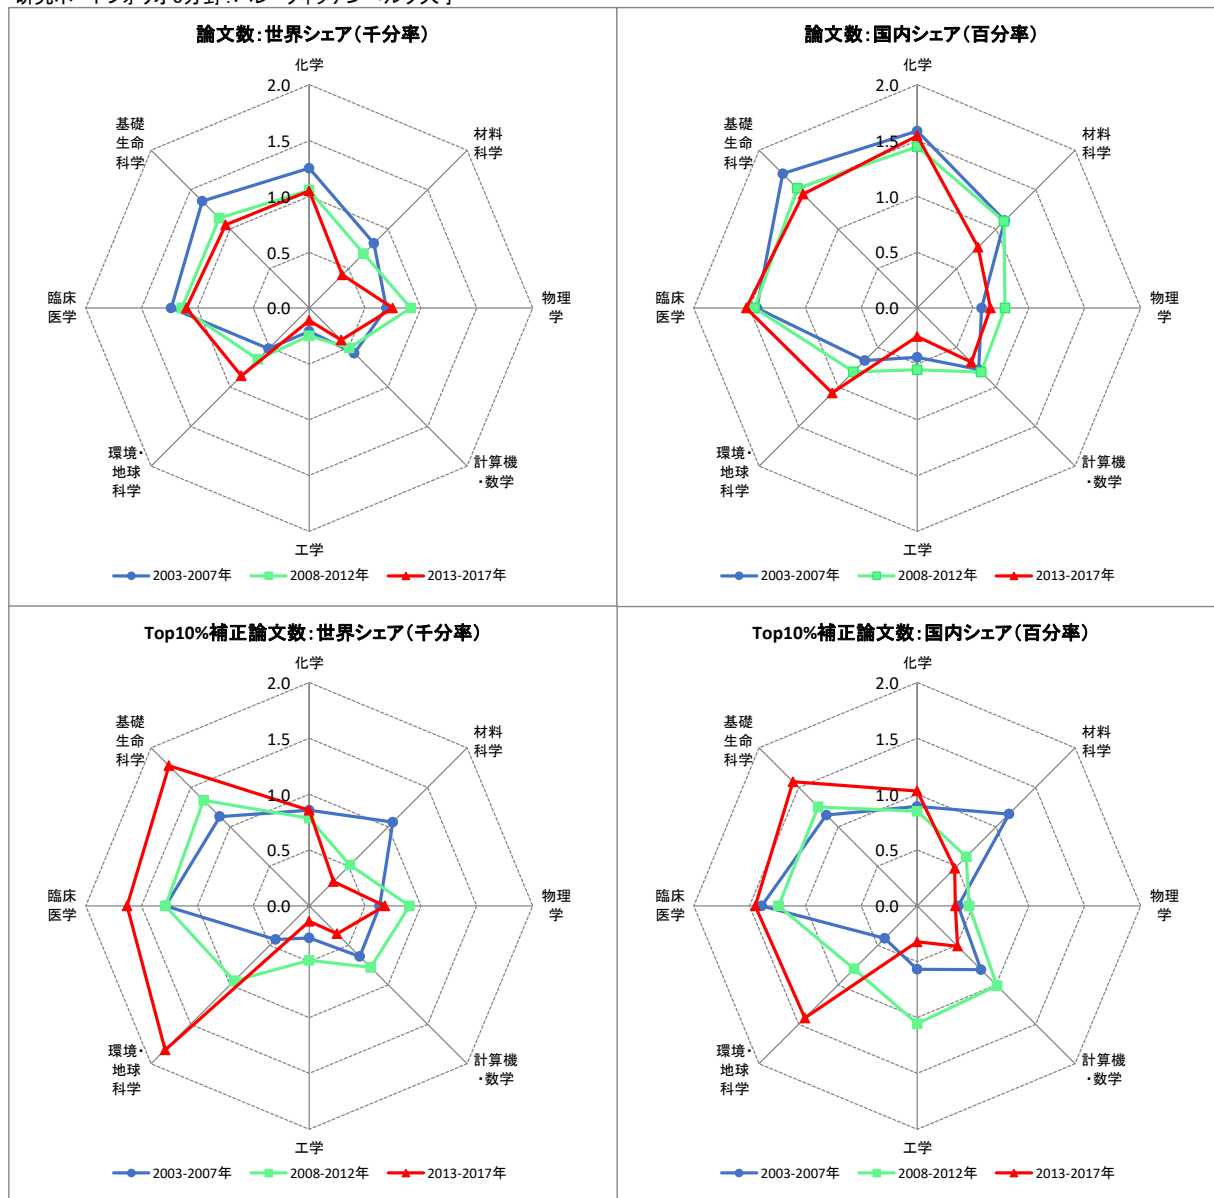 論文数：世界シェア（千分率）
化学
2.0
基礎
生命
科学
材料
科学
1.5
1.0
0.5
臨床
医学
0.0
物理
学
環境・
地球
科学
計算機
・数学
工学
2003-2007年 2008-2012年 2013-2017年
論文数：国内シェア（百分率）
化学
2.0
基礎
生命
科学
材料
科学
1.5
1.0
0.5
臨床
医学
0.0
物理
学
環境・
地球
科学
計算機
・数学
工学
2003-2007年 2008-2012年 2013-2017年
Top10%補正論文数：世界シェア（千分率）
化学
2.0
基礎
生命
科学
材料
科学
1.5
1.0
0.5
臨床
医学
0.0
物理
学
環境・
地球
科学
計算機
・数学
工学
2003-2007年 2008-2012年 2013-2017年
Top10%補正論文数：国内シェア（百分率）
化学
2.0
基礎
生命
科学
材料
科学
1.5
1.0
0.5
臨床
医学
0.0
物理
学
環境・
地球
科学
計算機
・数学
工学
2003-2007年 2008-2012年 2013-2017年